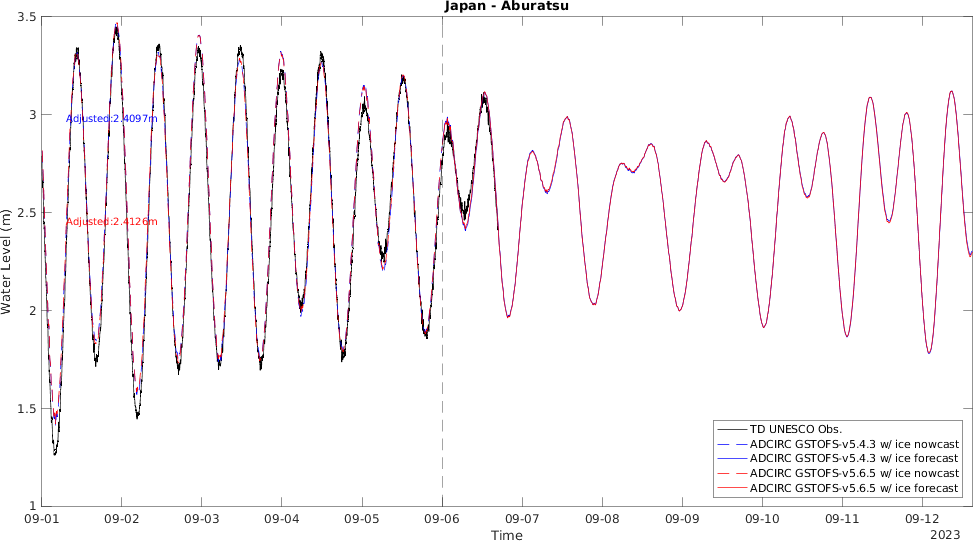 Japan - Aburatsu
3.5
3
2.5
2
1.5
1
Water Level (m)
Adjusted:2.4097m
Adjusted:2.4126m
TD UNESCO Obs.
ADCIRC GSTOFS-v5.4.3 w/ ice nowcast
ADCIRC GSTOFS-v5.4.3 w/ ice forecast
ADCIRC GSTOFS-v5.6.5 w/ ice nowcast
ADCIRC GSTOFS-v5.6.5 w/ ice forecast
09-01 09-02 09-03 09-04 09-05 09-06 09-07 09-08 09-09 09-10 09-11 09-12
Time
2023